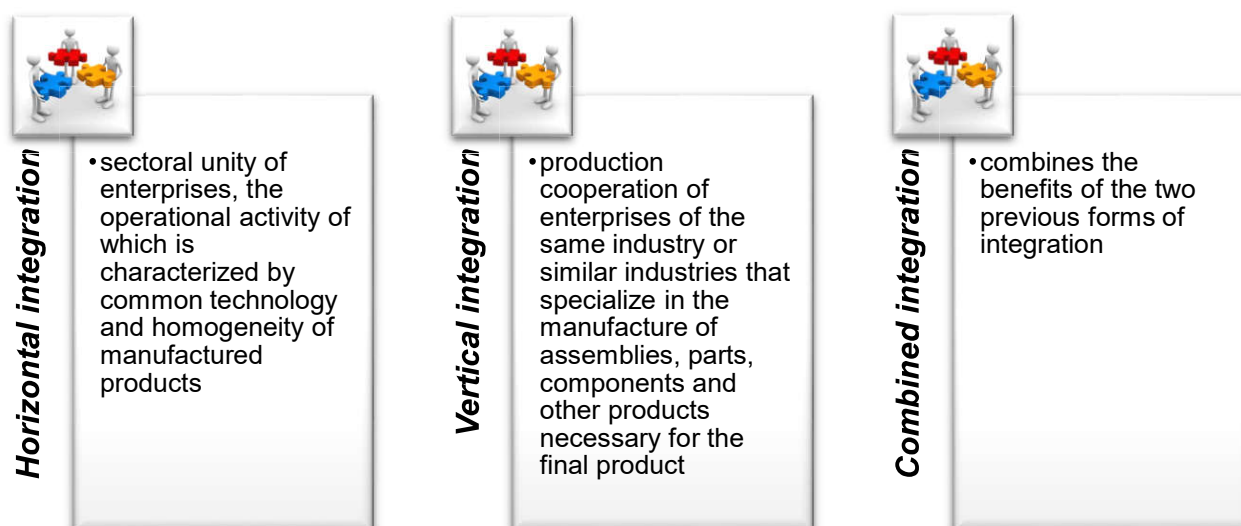 Horizontal integration
•sectoral unity of
enterprises, the
operational activity of
which is
characterized by
common technology
and homogeneity of
manufactured
products
Vertical integration
•production
cooperation of
enterprises of the
same industry or
similar industries that
specialize in the
manufacture of
assemblies, parts,
components and
other products
necessary for the
final product
Combined integration
•combines the
benefits of the two
previous forms of
integration